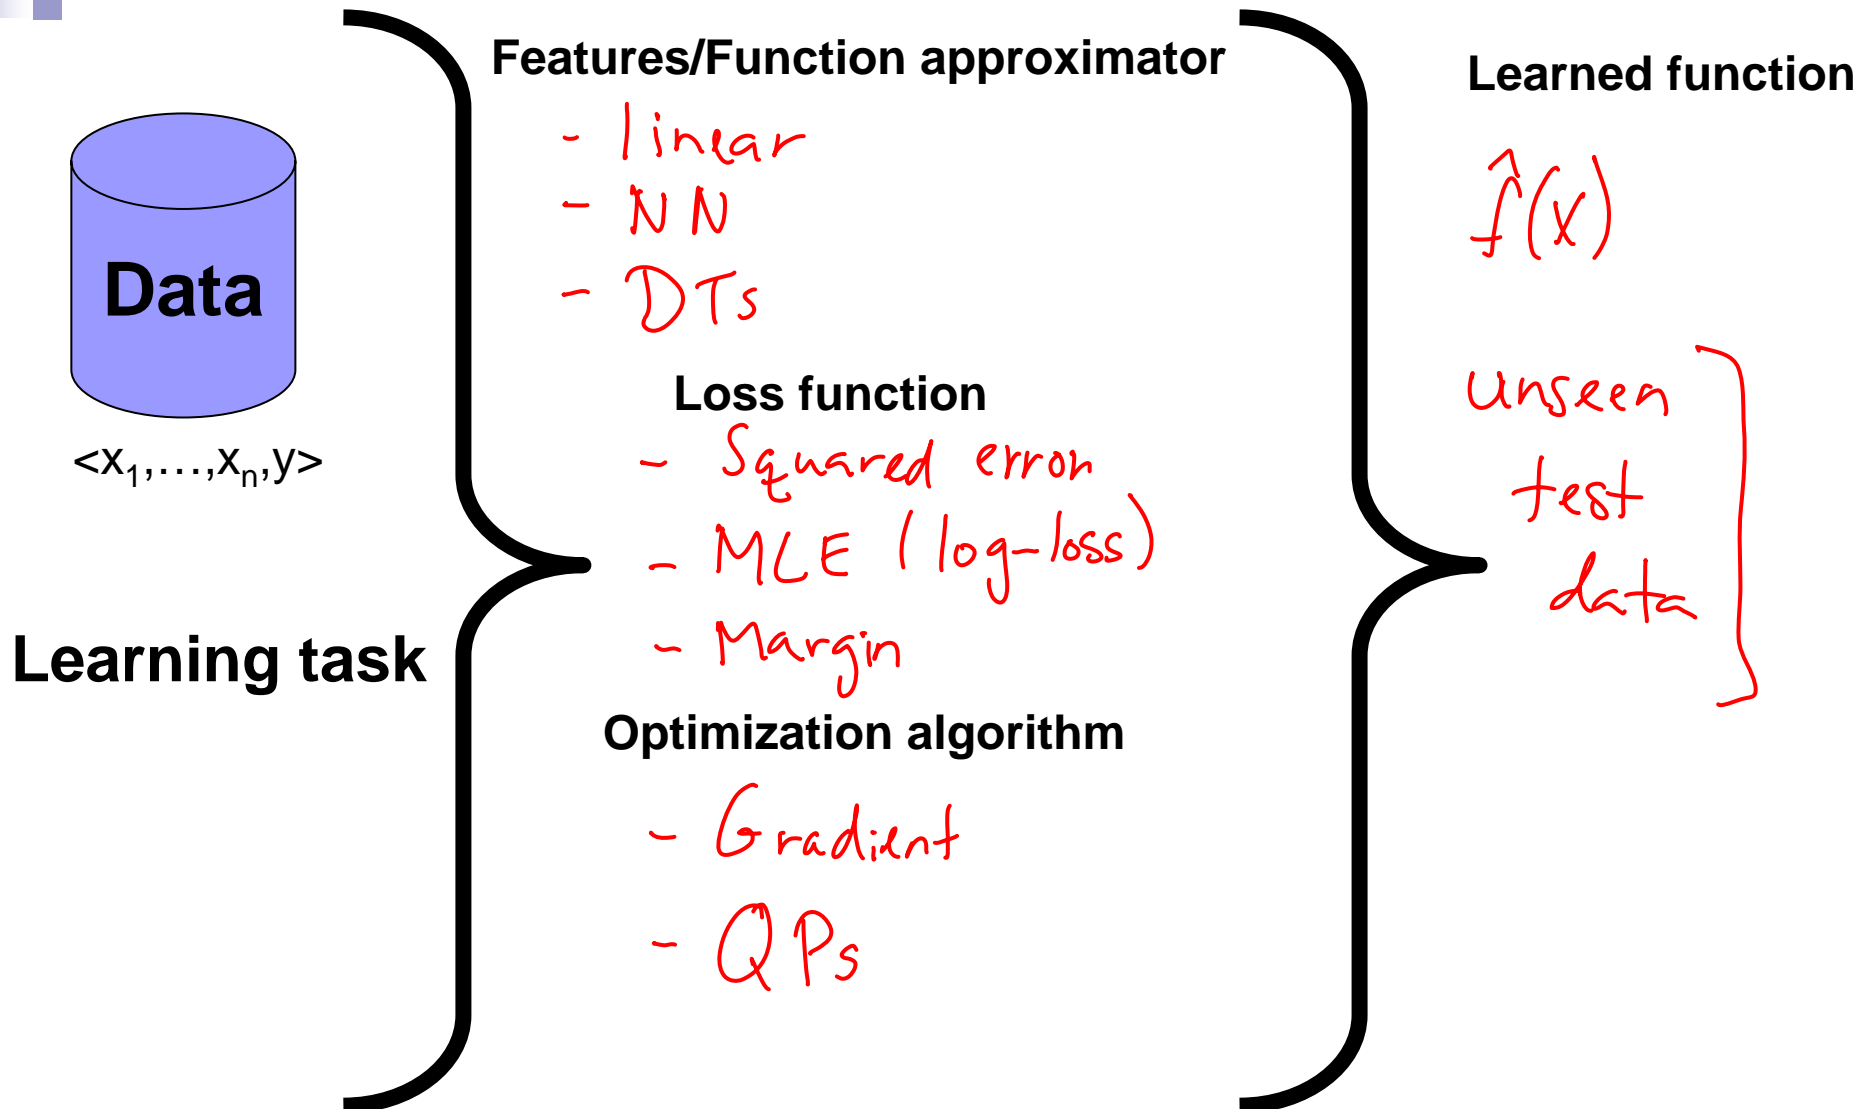 Data
<x1,…,xn,y>
Learning task
Features/Function approximator
- linear
- NN
- DTs
Loss function
- Squared error
- MLE (log-loss)
- Margin
Optimization algorithm
- Gradient
- QPs
Learned function
f̂(x)
unseen
test
data